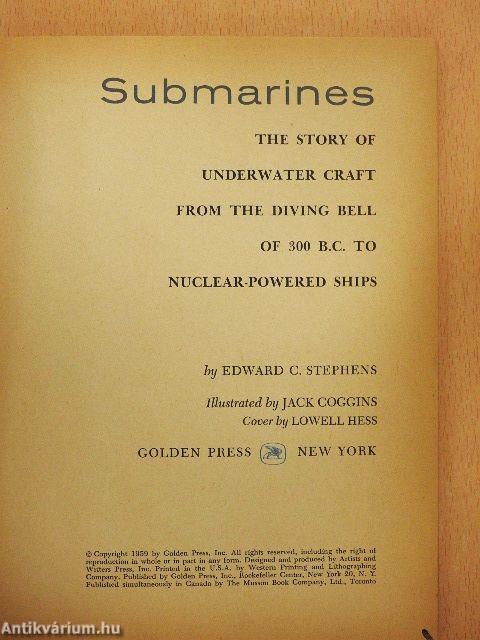 Submarines
THE STORY OF
UNDERWATER CRAFT
FROM THE DIVING BELL
OF 300 B.C. TO
NUCLEAR-POWERED SHIPS
by EDWARD C. STEPHENS
Illustrated by JACK COGGINS
Cover by LOWELL HESS
GOLDEN PRESS NEW YORK
© Copyright 1959 by Golden Press, Inc. All rights reserved, including the right of
reproduction in whole or in part in any form. Designed and produced by Artists and
Writers Press, Inc. Printed in the U.S.A. by Western Printing and Lithographing
Company. Published by Golden Press, Inc., Rockefeller Center, New York 20, N. Y.
Published simultaneously in Canada by The Musson Book Company, Ltd., Toronto
Antikvárium.hu